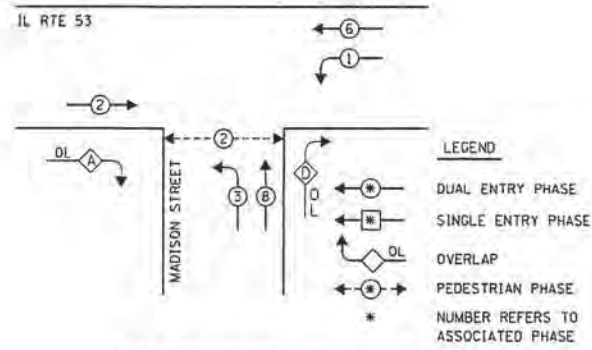 IL RTE 53
6
1
2
2
OL A
D
OL
3
8
MADISON STREET
LEGEND
* DUAL ENTRY PHASE
* SINGLE ENTRY PHASE
OL OVERLAP
* PEDESTRIAN PHASE
* NUMBER REFERS TO
ASSOCIATED PHASE